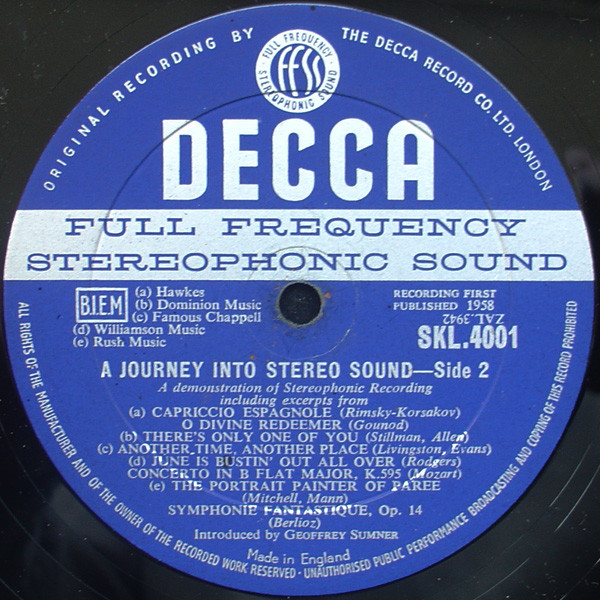 ORIGINAL RECORDING BY
THE DECCA RECORD CO. LTD. LONDON
· FULL FREQUENCY · STEREOPHONIC SOUND
FFSS
DECCA
FULL FREQUENCY
STEREOPHONIC SOUND
B.I.E.M
(a) Hawkes
(b) Dominion Music
(c) Famous Chappell
(d) Williamson Music
(e) Rush Music
RECORDING FIRST
PUBLISHED 1958
ZAL.3942
SKL.4001
A JOURNEY INTO STEREO SOUND—Side 2
A demonstration of Stereophonic Recording
including excerpts from
(a) CAPRICCIO ESPAGNOLE (Rimsky-Korsakov)
O DIVINE REDEEMER (Gounod)
(b) THERE'S ONLY ONE OF YOU (Stillman, Allen)
(c) ANOTHER TIME, ANOTHER PLACE (Livingston, Evans)
(d) JUNE IS BUSTIN' OUT ALL OVER (Rodgers)
CONCERTO IN B FLAT MAJOR, K.595 (Mozart)
(e) THE PORTRAIT PAINTER OF PAREE
(Mitchell, Mann)
SYMPHONIE FANTASTIQUE, Op. 14
(Berlioz)
Introduced by GEOFFREY SUMNER
Made in England
ALL RIGHTS OF THE MANUFACTURER AND OF THE OWNER OF THE RECORDED WORK RESERVED · UNAUTHORISED PUBLIC PERFORMANCE BROADCASTING AND COPYING OF THIS RECORD PROHIBITED